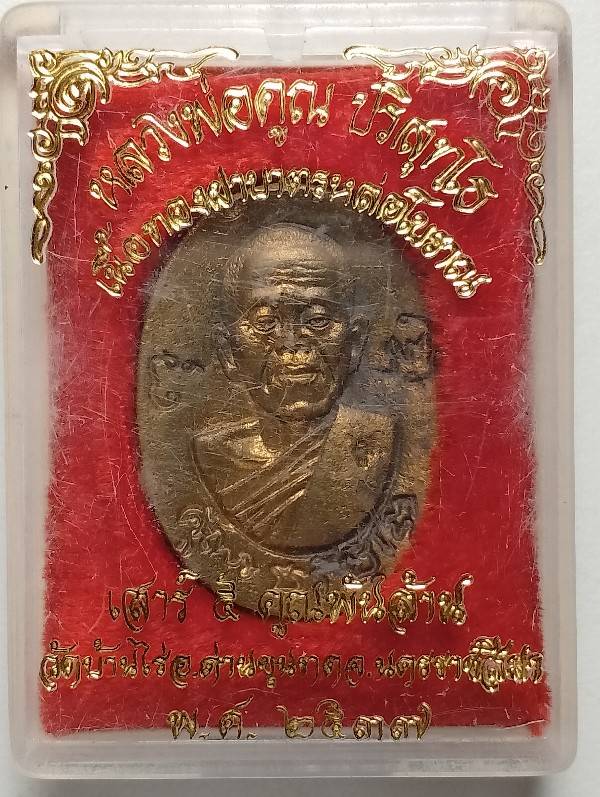 หลวงพ่อคูณ ปริสุทโธ
เนื้อทองฝาบาตรหล่อโบราณ
เสาร์ ๕ คูณพันล้าน
วัดบ้านไร่ อ.ด่านขุนทด จ.นครราชสีมา
พ.ศ. ๒๕๓๗